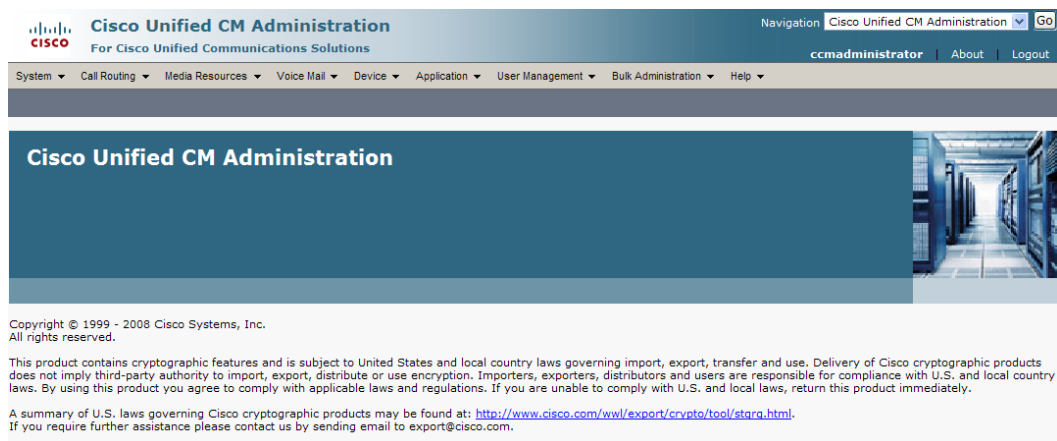 CISCO
Cisco Unified CM Administration
For Cisco Unified Communications Solutions
Navigation Cisco Unified CM Administration Go
ccmadministrator | About | Logout
System Call Routing Media Resources Voice Mail Device Application User Management Bulk Administration Help
Cisco Unified CM Administration
Copyright © 1999 - 2008 Cisco Systems, Inc.
All rights reserved.
This product contains cryptographic features and is subject to United States and local country laws governing import, export, transfer and use. Delivery of Cisco cryptographic products
does not imply third-party authority to import, export, distribute or use encryption. Importers, exporters, distributors and users are responsible for compliance with U.S. and local country
laws. By using this product you agree to comply with applicable laws and regulations. If you are unable to comply with U.S. and local laws, return this product immediately.
A summary of U.S. laws governing Cisco cryptographic products may be found at: http://www.cisco.com/wwl/export/crypto/tool/stqrg.html.
If you require further assistance please contact us by sending email to export@cisco.com.